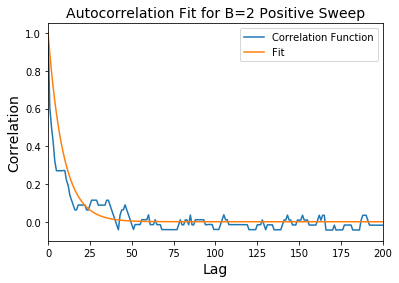 Autocorrelation Fit for B=2 Positive Sweep
Correlation Function
Fit
1.0
0.8
0.6
0.4
0.2
0.0
Correlation
0 25 50 75 100 125 150 175 200
Lag